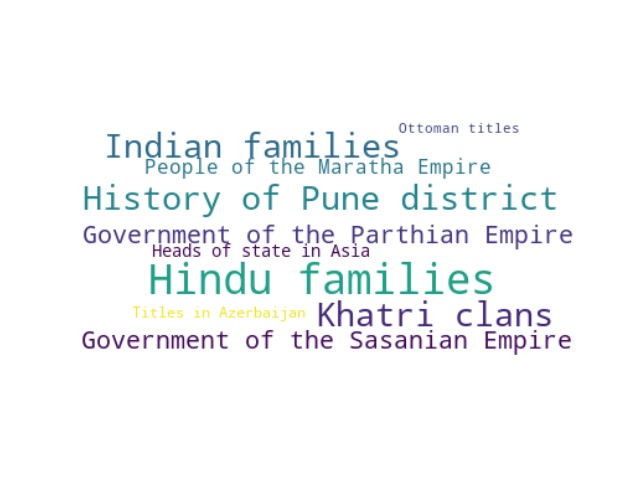 Ottoman titles
Indian families
People of the Maratha Empire
History of Pune district
Government of the Parthian Empire
Heads of state in Asia
Hindu families
Titles in Azerbaijan
Khatri clans
Government of the Sasanian Empire